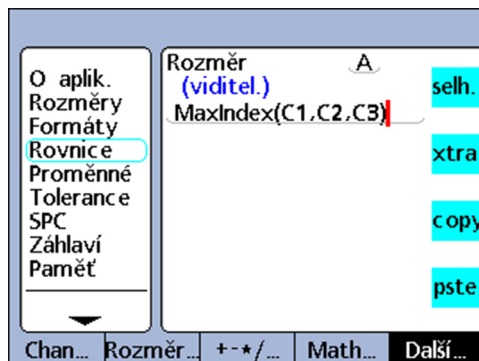 O aplik.
Rozměry
Formáty
Rovnice
Proměnné
Tolerance
SPC
Záhlaví
Paměť
Rozměr A
(viditel.)
MaxIndex(C1,C2,C3)
selh.
xtra
copy
pste
Chan... Rozměr... +-*/... Math... Další...